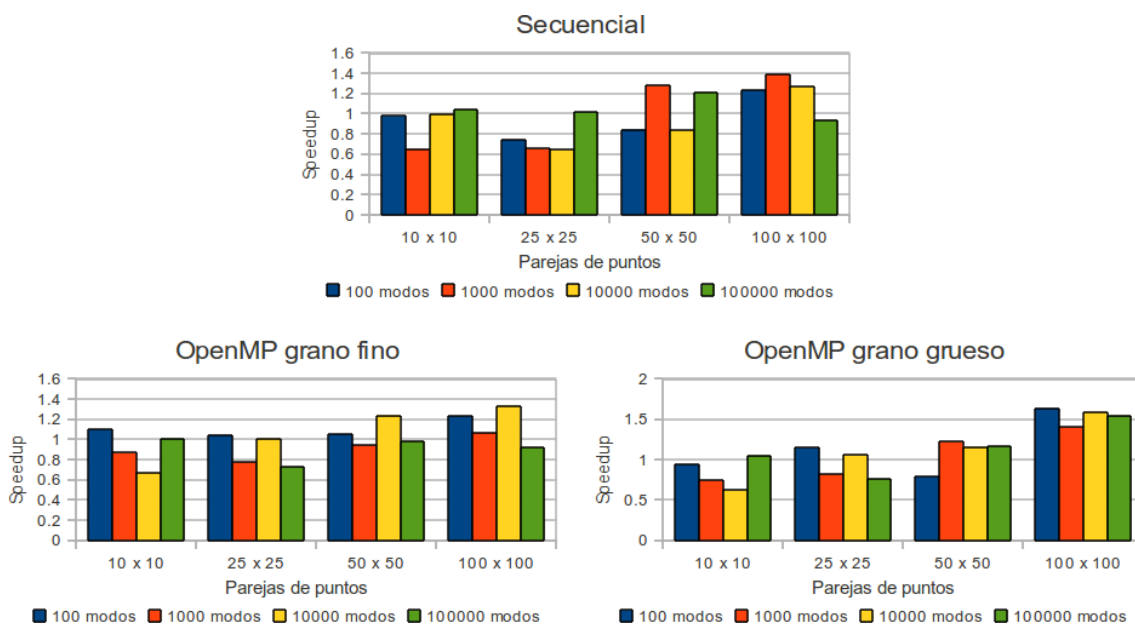 Secuencial
1.6
1.4
1.2
1
0.8
0.6
0.4
0.2
0
Speedup
10 x 10 25 x 25 50 x 50 100 x 100
Parejas de puntos
100 modos 1000 modos 10000 modos 100000 modos
OpenMP grano fino
1.6
1.4
1.2
1
0.8
0.6
0.4
0.2
0
Speedup
10 x 10 25 x 25 50 x 50 100 x 100
Parejas de puntos
100 modos 1000 modos 10000 modos 100000 modos
OpenMP grano grueso
2
1.5
1
0.5
0
Speedup
10 x 10 25 x 25 50 x 50 100 x 100
Parejas de puntos
100 modos 1000 modos 10000 modos 100000 modos